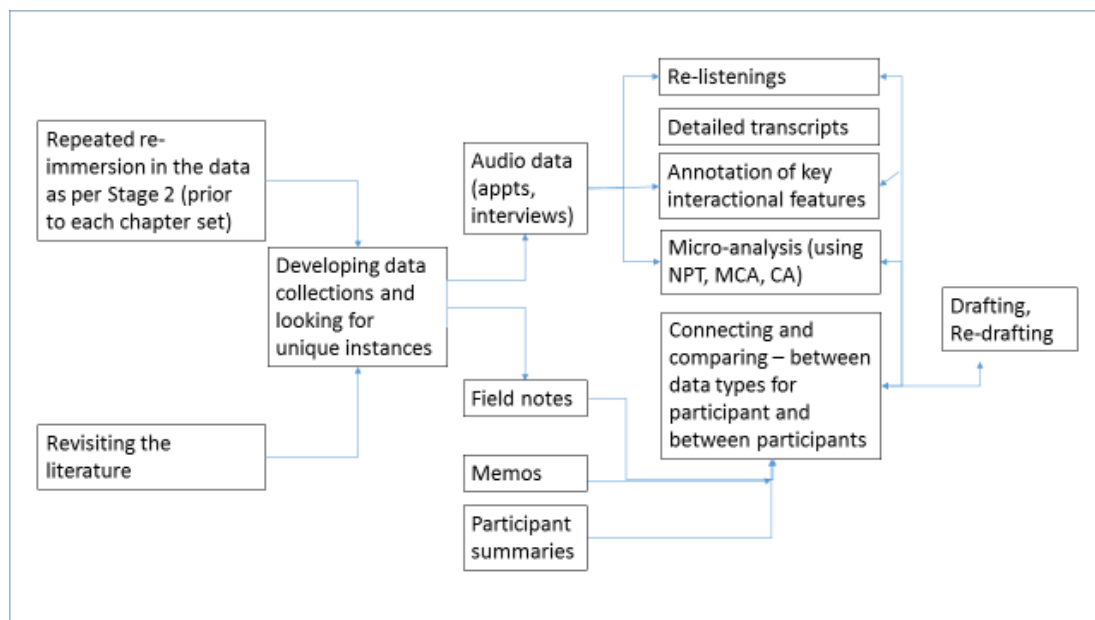 Repeated re-
immersion in the data
as per Stage 2 (prior
to each chapter set)
Revisiting the
literature
Developing data
collections and
looking for
unique instances
Audio data
(appts,
interviews)
Field notes
Memos
Participant
summaries
Re-listenings
Detailed transcripts
Annotation of key
interactional features
Micro-analysis (using
NPT, MCA, CA)
Connecting and
comparing – between
data types for
participant and
between participants
Drafting,
Re-drafting